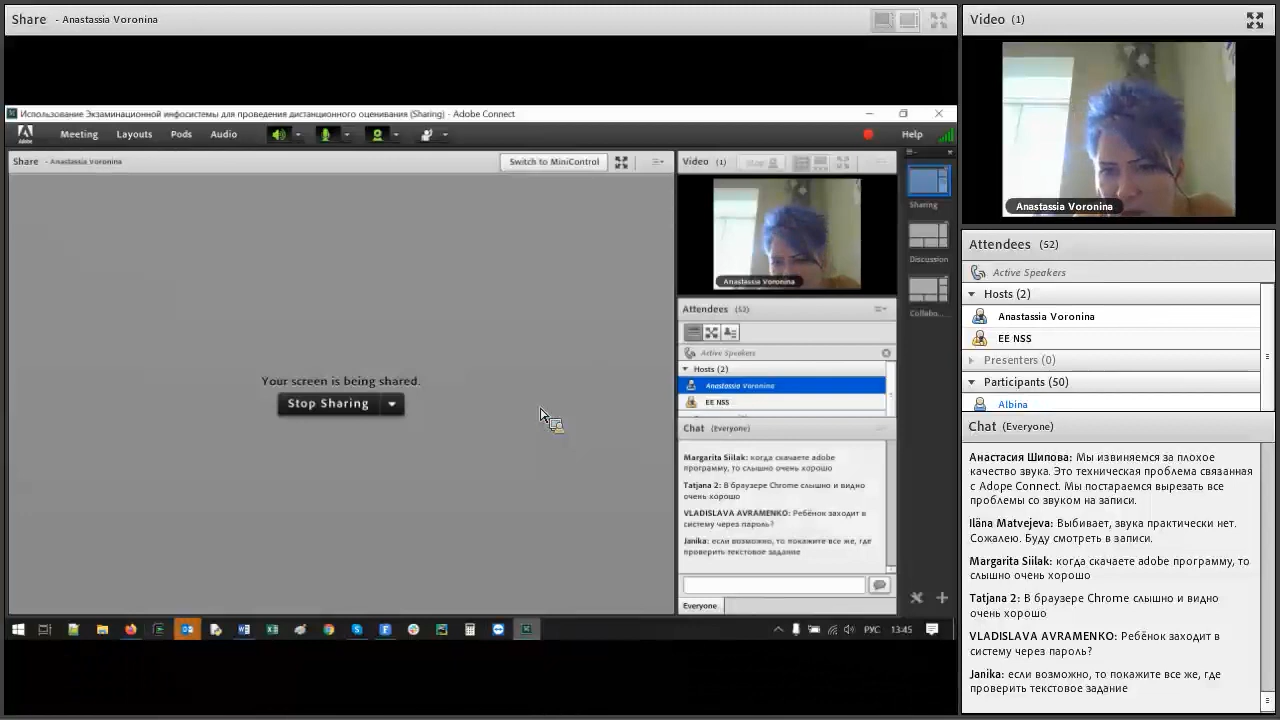 Share - Anastassia Voronina
Использование Экзаминационной инфосистемы для проведения дистанционного оценивания (Sharing) - Adobe Connect
Adobe
Meeting Layouts Pods Audio
Help
Share - Anastassia Voronina
Switch to MiniControl
Your screen is being shared.
Stop Sharing
Video (1)
Stop
Anastassia Voronina
Attendees (53)
Active Speakers
Hosts (2)
Anastassia Voronina
EE NSS
Chat (Everyone)
Margarita Siilak: когда скачаете adobe
программу, то слышно очень хорошо
Tatjana 2: В браузере Chrome слышно и видно
очень хорошо
VLADISLAVA AVRAMENKO: Ребёнок заходит в
систему через пароль?
Janika: если возможно, то покажите все же, где
проверить текстовое задание
Everyone
Sharing
Discussion
Collabo...
РУС 13:45
Video (1)
Anastassia Voronina
Attendees (52)
Active Speakers
Hosts (2)
Anastassia Voronina
EE NSS
Presenters (0)
Participants (50)
Albina
Chat (Everyone)
Анастасия Шипова: Мы извиняемся за плохое
качество звука. Это техническая проблема связанная
с Adope Connect. Мы постараемся вырезать все
проблемы со звуком на записи.
Iläna Matvejeva: Выбивает, звука практически нет.
Сожалею. Буду смотреть в записи.
Margarita Siilak: когда скачаете adobe программу, то
слышно очень хорошо
Tatjana 2: В браузере Chrome слышно и видно
очень хорошо
VLADISLAVA AVRAMENKO: Ребёнок заходит в
систему через пароль?
Janika: если возможно, то покажите все же, где
проверить текстовое задание